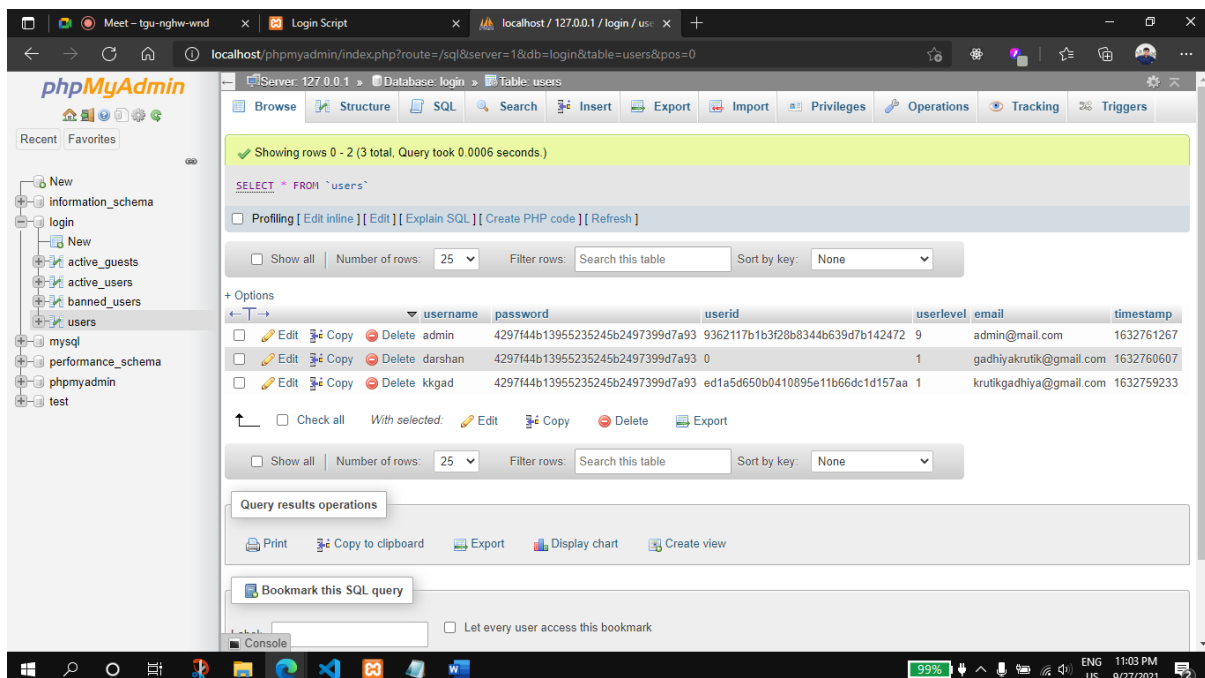 Meet – tgu-nghw-wnd
Login Script
localhost / 127.0.0.1 / login / use
localhost/phpmyadmin/index.php?route=/sql&server=1&db=login&table=users&pos=0
phpMyAdmin
Recent Favorites
New
information_schema
login
New
active_guests
active_users
banned_users
users
mysql
performance_schema
phpmyadmin
test
Server: 127.0.0.1 » Database: login » Table: users
Browse Structure SQL Search Insert Export Import Privileges Operations Tracking Triggers
Showing rows 0 - 2 (3 total, Query took 0.0006 seconds.)
SELECT * FROM `users`
Profiling [ Edit inline ] [ Edit ] [ Explain SQL ] [ Create PHP code ] [ Refresh ]
Show all | Number of rows: 25 Filter rows: Search this table Sort by key: None
+ Options
username password userid userlevel email timestamp
Edit Copy Delete admin 4297f44b13955235245b2497399d7a93 9362117b1b3f28b8344b639d7b142472 9 admin@mail.com 1632761267
Edit Copy Delete darshan 4297f44b13955235245b2497399d7a93 0 1 gadhiyakrutik@gmail.com 1632760607
Edit Copy Delete kkgad 4297f44b13955235245b2497399d7a93 ed1a5d650b0410895e11b66dc1d157aa 1 krutikgadhiya@gmail.com 1632759233
Check all With selected: Edit Copy Delete Export
Show all | Number of rows: 25 Filter rows: Search this table Sort by key: None
Query results operations
Print Copy to clipboard Export Display chart Create view
Bookmark this SQL query
Let every user access this bookmark
Console
99% ENG 11:03 PM
US 9/27/2021